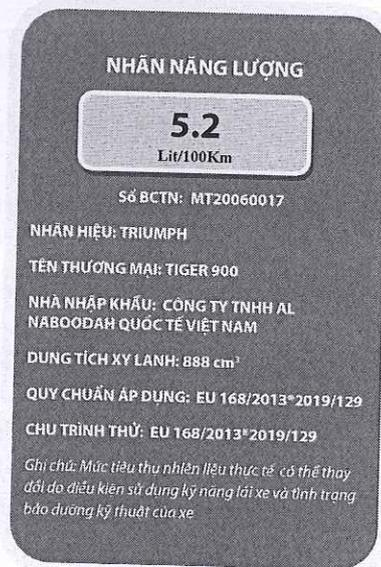 NHÃN NĂNG LƯỢNG
5.2
Lit/100Km
Số BCTN: MT20060017
NHÃN HIỆU: TRIUMPH
TÊN THƯƠNG MẠI: TIGER 900
NHÀ NHẬP KHẨU: CÔNG TY TNHH AL
NABOODAH QUỐC TẾ VIỆT NAM
DUNG TÍCH XY LANH: 888 cm³
QUY CHUẨN ÁP DỤNG: EU 168/2013*2019/129
CHU TRÌNH THỬ: EU 168/2013*2019/129
Ghi chú: Mức tiêu thụ nhiên liệu thực tế có thể thay
đổi do điều kiện sử dụng kỹ năng lái xe và tình trạng
bảo dưỡng kỹ thuật của xe